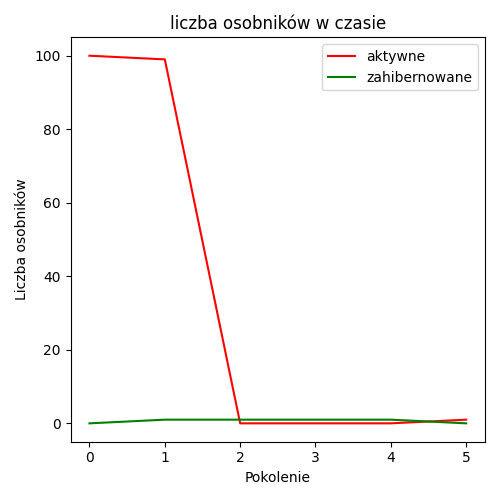 liczba osobników w czasie
aktywne
zahibernowane
Liczba osobników
100
80
60
40
20
0
0 1 2 3 4 5
Pokolenie